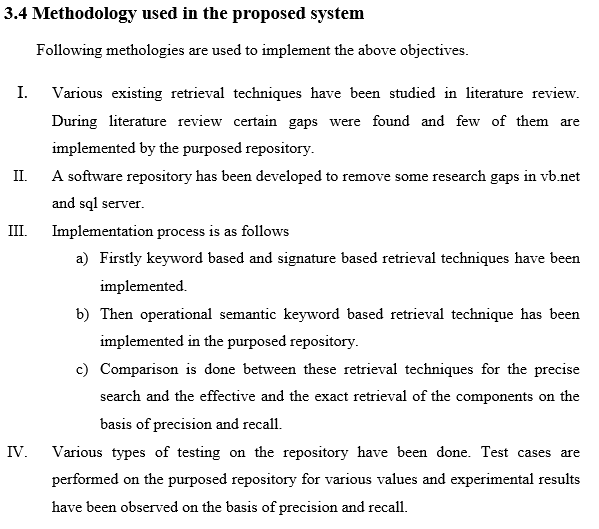 3.4 Methodology used in the proposed system
Following methologies are used to implement the above objectives.
I. Various existing retrieval techniques have been studied in literature review.
During literature review certain gaps were found and few of them are
implemented by the purposed repository.
II. A software repository has been developed to remove some research gaps in vb.net
and sql server.
III. Implementation process is as follows
a) Firstly keyword based and signature based retrieval techniques have been
implemented.
b) Then operational semantic keyword based retrieval technique has been
implemented in the purposed repository.
c) Comparison is done between these retrieval techniques for the precise
search and the effective and the exact retrieval of the components on the
basis of precision and recall.
IV. Various types of testing on the repository have been done. Test cases are
performed on the purposed repository for various values and experimental results
have been observed on the basis of precision and recall.